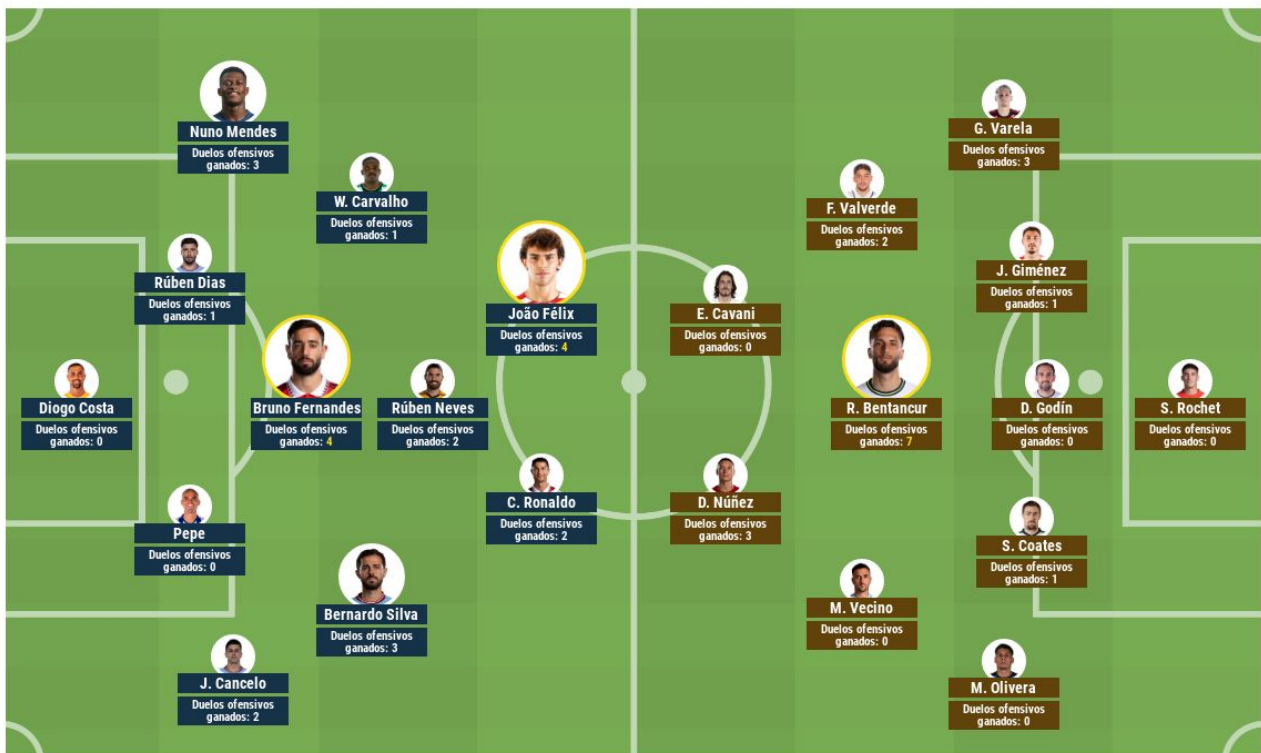 Nuno Mendes
Duelos ofensivos
ganados: 3
W. Carvalho
Duelos ofensivos
ganados: 1
Rúben Dias
Duelos ofensivos
ganados: 1
João Félix
Duelos ofensivos
ganados: 4
Diogo Costa
Duelos ofensivos
ganados: 0
Bruno Fernandes
Duelos ofensivos
ganados: 4
Rúben Neves
Duelos ofensivos
ganados: 2
C. Ronaldo
Duelos ofensivos
ganados: 2
Pepe
Duelos ofensivos
ganados: 0
Bernardo Silva
Duelos ofensivos
ganados: 3
J. Cancelo
Duelos ofensivos
ganados: 2
G. Varela
Duelos ofensivos
ganados: 3
F. Valverde
Duelos ofensivos
ganados: 2
J. Giménez
Duelos ofensivos
ganados: 1
E. Cavani
Duelos ofensivos
ganados: 0
R. Bentancur
Duelos ofensivos
ganados: 7
D. Godín
Duelos ofensivos
ganados: 0
S. Rochet
Duelos ofensivos
ganados: 0
D. Núñez
Duelos ofensivos
ganados: 3
S. Coates
Duelos ofensivos
ganados: 1
M. Vecino
Duelos ofensivos
ganados: 0
M. Olivera
Duelos ofensivos
ganados: 0